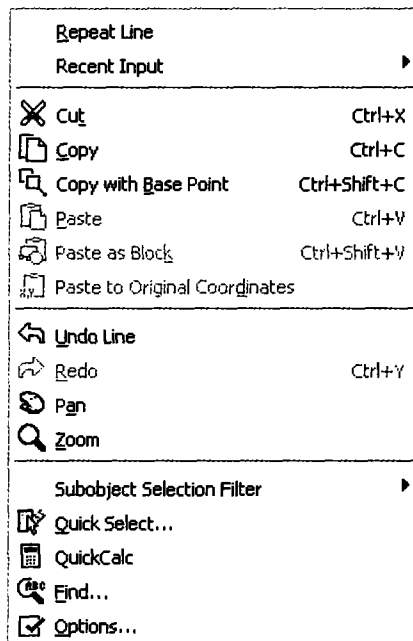 Repeat Line
Recent Input
Cut Ctrl+X
Copy Ctrl+C
Copy with Base Point Ctrl+Shift+C
Paste Ctrl+V
Paste as Block Ctrl+Shift+V
Paste to Original Coordinates
Undo Line
Redo Ctrl+Y
Pan
Zoom
Subobject Selection Filter
Quick Select...
QuickCalc
Find...
Options...